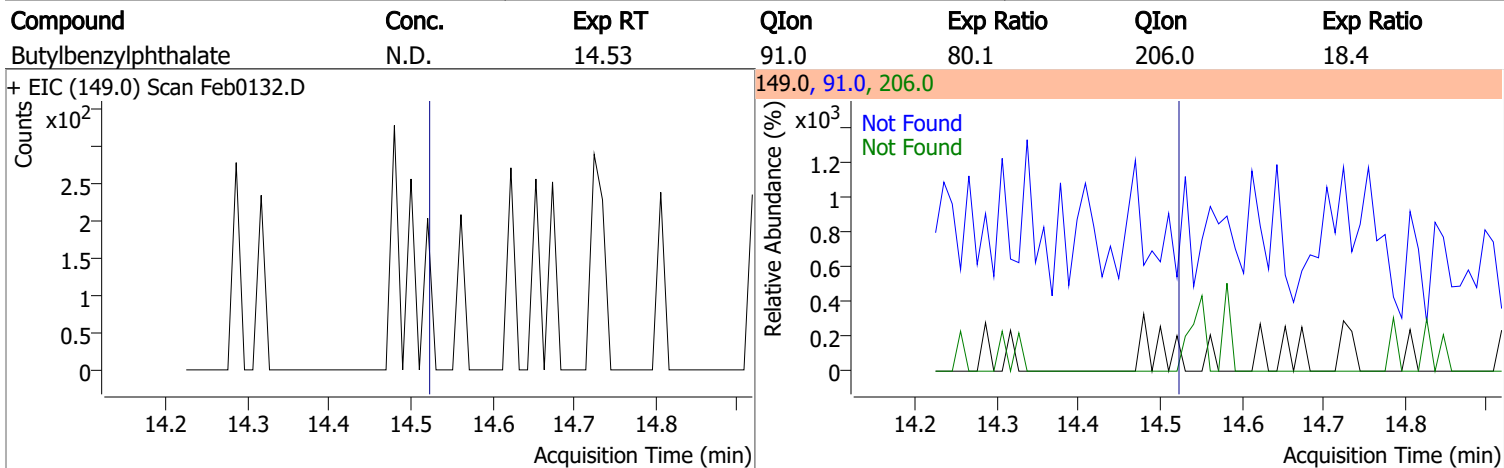 Compound Conc. Exp RT QIon Exp Ratio QIon Exp Ratio
Butylbenzylphthalate N.D. 14.53 91.0 80.1 206.0 18.4
+ EIC (149.0) Scan Feb0132.D
Counts
x10²
2.5
2
1.5
1
0.5
0
14.2 14.3 14.4 14.5 14.6 14.7 14.8
Acquisition Time (min)
149.0, 91.0, 206.0
Relative Abundance (%)
x10³
Not Found
Not Found
1.2
1
0.8
0.6
0.4
0.2
0
14.2 14.3 14.4 14.5 14.6 14.7 14.8
Acquisition Time (min)